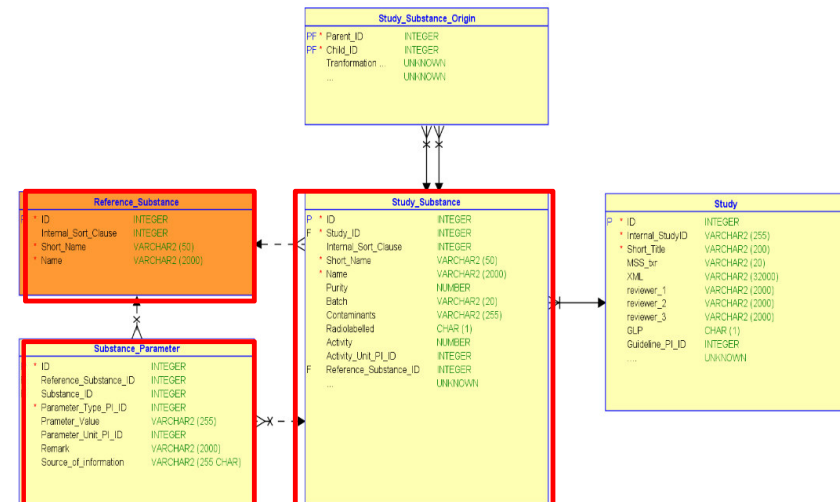 Study_Substance_Origin
PF * Parent_ID INTEGER
PF * Child_ID INTEGER
Tranformation ... UNKNOWN
... UNKNOWN
Reference_Substance
P * ID INTEGER
Internal_Sort_Clause INTEGER
* Short_Name VARCHAR2 (50)
* Name VARCHAR2 (2000)
Study_Substance
P * ID INTEGER
F * Study_ID INTEGER
Internal_Sort_Clause INTEGER
* Short_Name VARCHAR2 (50)
* Name VARCHAR2 (2000)
Purity NUMBER
Batch VARCHAR2 (20)
Contaminants VARCHAR2 (255)
Radiolabelled CHAR (1)
Activity NUMBER
Activity_Unit_PI_ID INTEGER
F Reference_Substance_ID INTEGER
... UNKNOWN
Study
P * ID INTEGER
* Internal_StudyID VARCHAR2 (255)
* Short_Title VARCHAR2 (200)
MSS_txr VARCHAR2 (20)
XML VARCHAR2 (32000)
reviewer_1 VARCHAR2 (2000)
reviewer_2 VARCHAR2 (2000)
reviewer_3 VARCHAR2 (2000)
GLP CHAR (1)
Guideline_PI_ID INTEGER
.... UNKNOWN
Substance_Parameter
* ID INTEGER
Reference_Substance_ID INTEGER
Substance_ID INTEGER
* Parameter_Type_PI_ID INTEGER
Prameter_Value VARCHAR2 (255)
Parameter_Unit_PI_ID INTEGER
Remark VARCHAR2 (2000)
Source_of_information VARCHAR2 (255 CHAR)